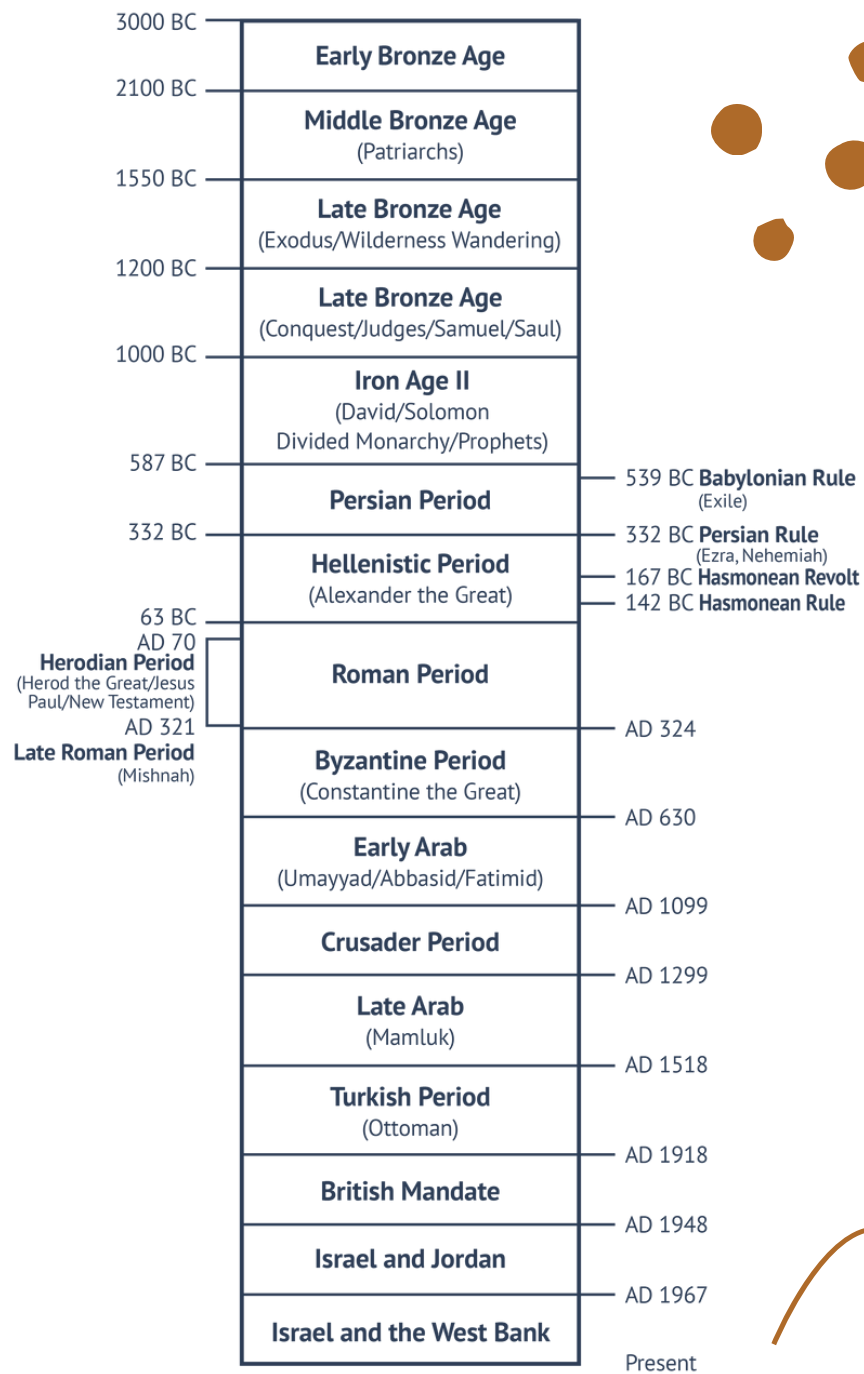 3000 BC
Early Bronze Age
2100 BC
Middle Bronze Age
(Patriarchs)
1550 BC
Late Bronze Age
(Exodus/Wilderness Wandering)
1200 BC
Late Bronze Age
(Conquest/Judges/Samuel/Saul)
1000 BC
Iron Age II
(David/Solomon
Divided Monarchy/Prophets)
587 BC
539 BC Babylonian Rule
(Exile)
Persian Period
332 BC
332 BC Persian Rule
(Ezra, Nehemiah)
Hellenistic Period
(Alexander the Great)
167 BC Hasmonean Revolt
142 BC Hasmonean Rule
63 BC
AD 70
Herodian Period
(Herod the Great/Jesus
Paul/New Testament)
Roman Period
AD 321
AD 324
Late Roman Period
(Mishnah)
Byzantine Period
(Constantine the Great)
AD 630
Early Arab
(Umayyad/Abbasid/Fatimid)
AD 1099
Crusader Period
AD 1299
Late Arab
(Mamluk)
AD 1518
Turkish Period
(Ottoman)
AD 1918
British Mandate
AD 1948
Israel and Jordan
AD 1967
Israel and the West Bank
Present